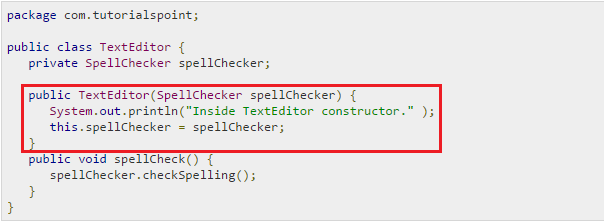 package com.tutorialspoint;
public class TextEditor {
private SpellChecker spellChecker;
public TextEditor(SpellChecker spellChecker) {
System.out.println("Inside TextEditor constructor." );
this.spellChecker = spellChecker;
}
public void spellCheck() {
spellChecker.checkSpelling();
}
}